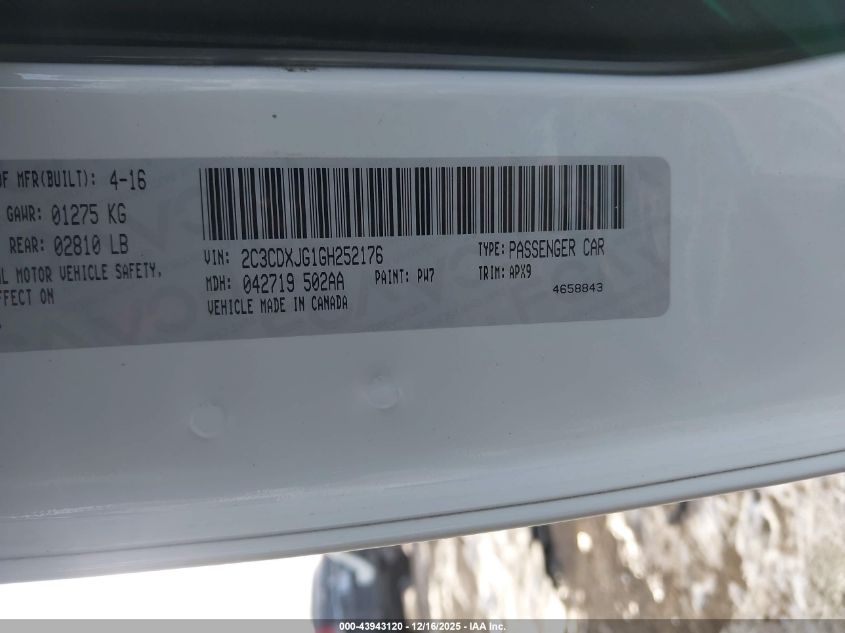 OF MFR(BUILT): 4-16
GAWR: 01275 KG
REAR: 02810 LB
MOTOR VEHICLE SAFETY,
EFFECT ON
VIN: 2C3CDXJG1GH252176
TYPE: PASSENGER CAR
MDH: 042719 502AA
PAINT: PW7
TRIM: APX9
VEHICLE MADE IN CANADA
4658843
000-43943120 - 12/16/2025 - IAA Inc.